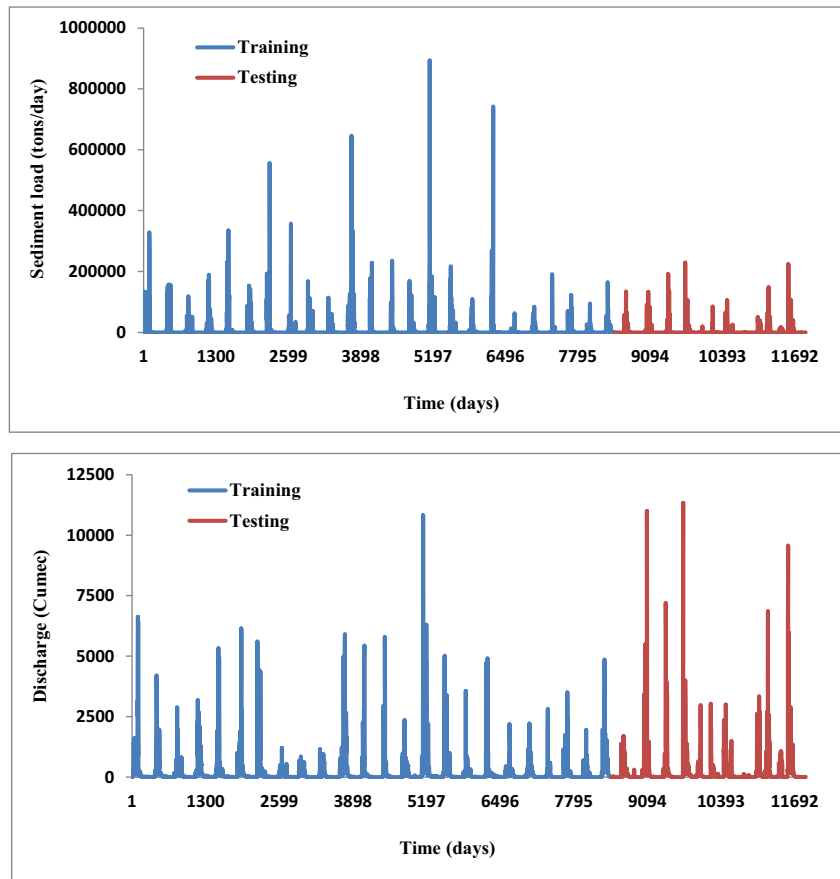 1000000
800000
600000
400000
200000
0
Sediment load (tons/day)
Training
Testing
1 1300 2599 3898 5197 6496 7795 9094 10393 11692
Time (days)
12500
10000
7500
5000
2500
0
Discharge (Cumec)
Training
Testing
1 1300 2599 3898 5197 6496 7795 9094 10393 11692
Time (days)